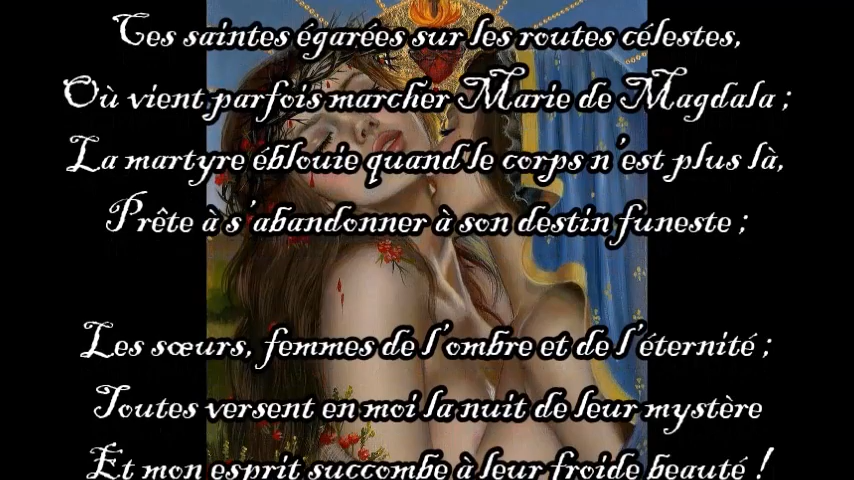 Ces saintes égarées sur les routes célestes,
Où vient parfois marcher Marie de Magdala ;
La martyre éblouie quand le corps n'est plus là,
Prête à s'abandonner à son destin funeste ;
Les sœurs, femmes de l'ombre et de l'éternité ;
Toutes versent en moi la nuit de leur mystère
Et mon esprit succombe à leur froide beauté !